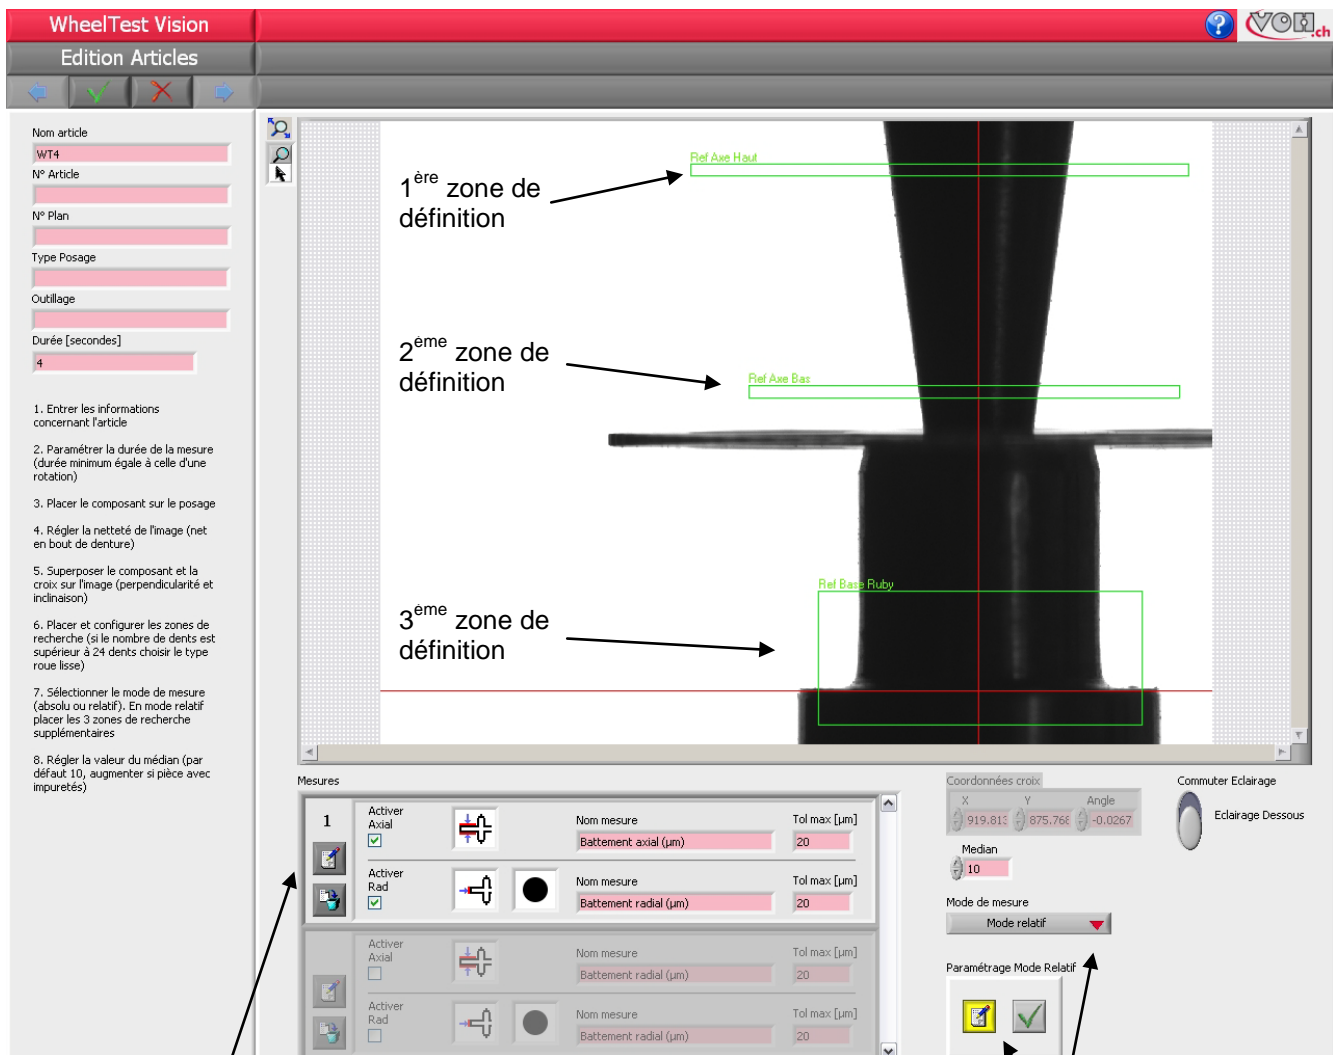 WheelTest Vision
?
VOH.ch
Edition Articles
Nom article
WT4
N° Article
N° Plan
Type Posage
Outillage
Durée [secondes]
4
1. Entrer les informations
concernant l'article
2. Paramétrer la durée de la mesure
(durée minimum égale à celle d'une
rotation)
3. Placer le composant sur le posage
4. Régler la netteté de l'image (net
en bout de denture)
5. Superposer le composant et la
croix sur l'image (perpendicularité et
inclinaison)
6. Placer et configurer les zones de
recherche (si le nombre de dents est
supérieur à 24 dents choisir le type
roue lisse)
7. Sélectionner le mode de mesure
(absolu ou relatif). En mode relatif
placer les 3 zones de recherche
supplémentaires
8. Régler la valeur du médian (par
défaut 10, augmenter si pièce avec
impuretés)
1ère zone de
définition
Ref Axe Haut
2ème zone de
définition
Ref Axe Bas
3ème zone de
définition
Ref Base Ruby
Mesures
1
Activer
Axial
Nom mesure
Battement axial (µm)
Tol max [µm]
20
Activer
Rad
Nom mesure
Battement radial (µm)
Tol max [µm]
20
Activer
Axial
Nom mesure
Battement radial (µm)
Tol max [µm]
20
Activer
Rad
Nom mesure
Battement radial (µm)
Tol max [µm]
20
Coordonnées croix
X Y Angle
919.813 875.768 -0.0267
Median
10
Mode de mesure
Mode relatif
Paramétrage Mode Relatif
Commuter Eclairage
Eclairage Dessous